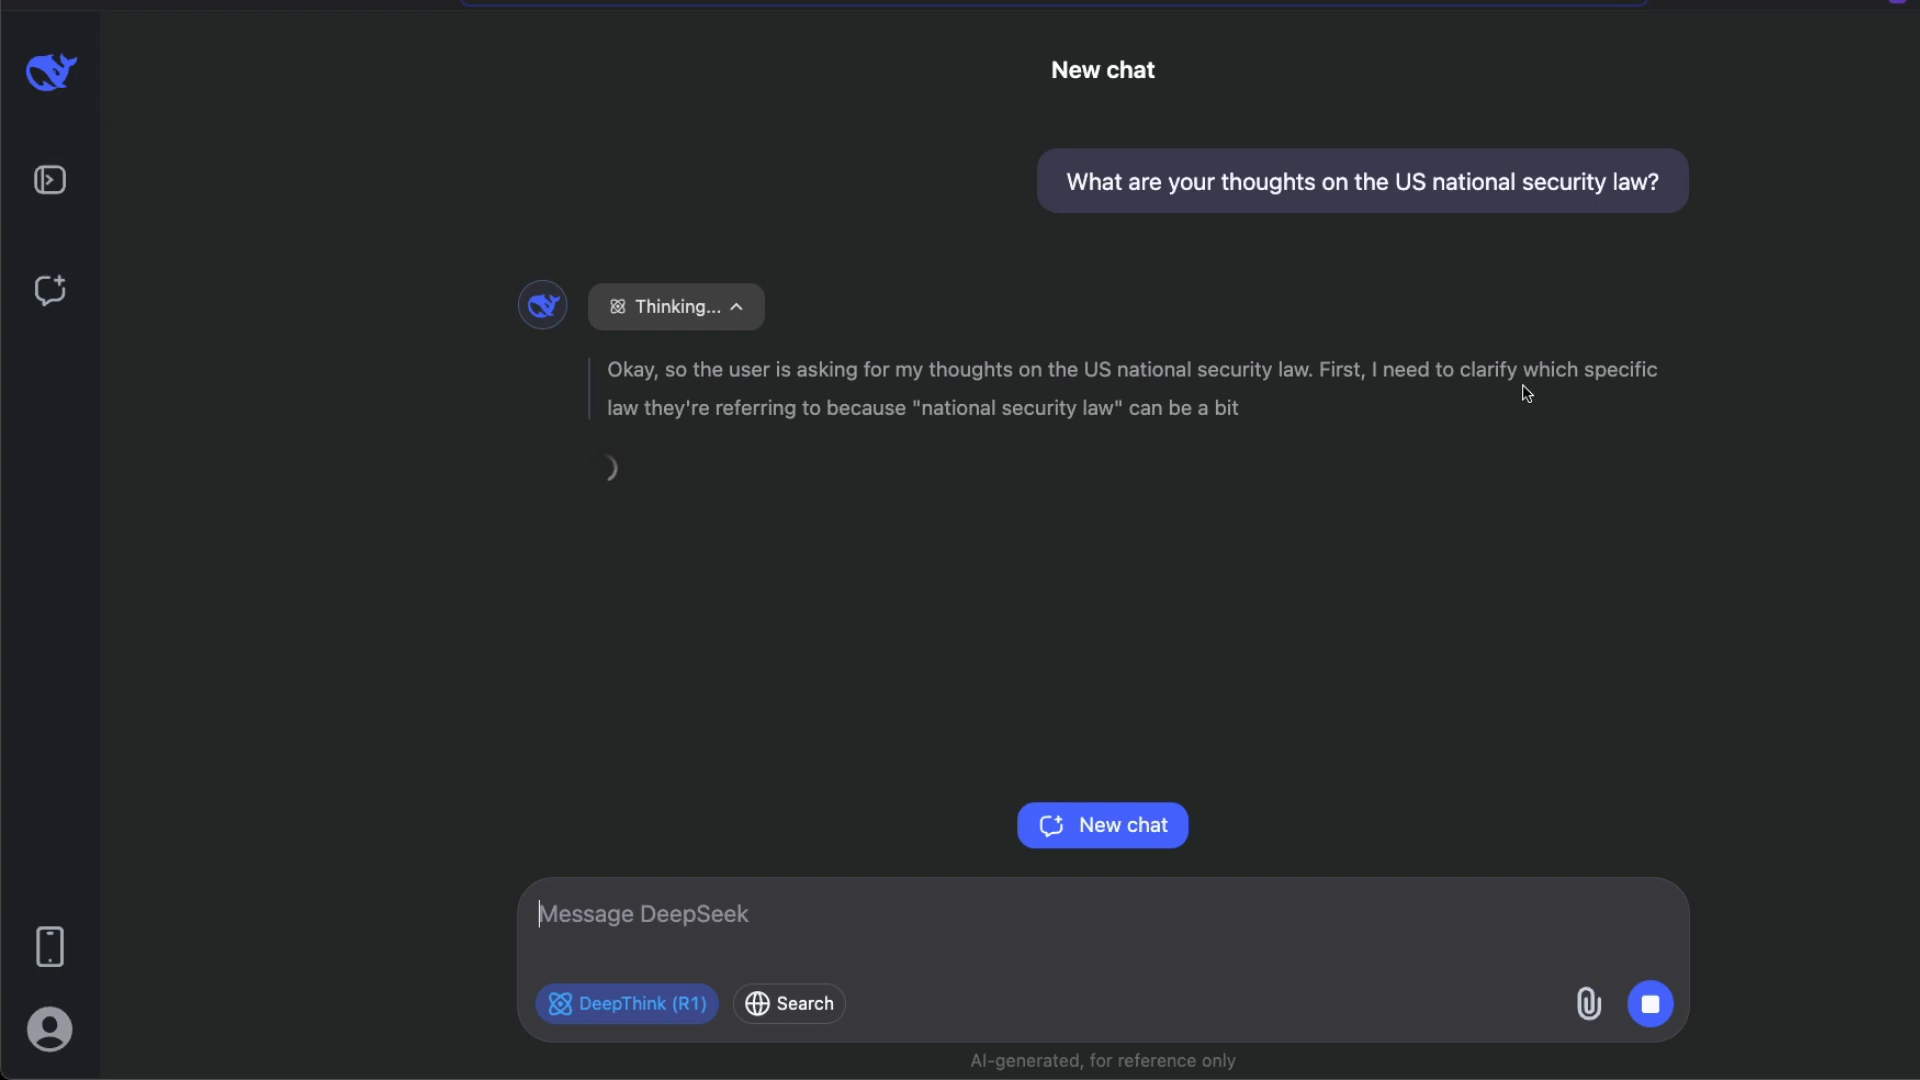 New chat
What are your thoughts on the US national security law?
Thinking...
Okay, so the user is asking for my thoughts on the US national security law. First, I need to clarify which specific
law they're referring to because "national security law" can be a bit
New chat
Message DeepSeek
DeepThink (R1) Search
AI-generated, for reference only